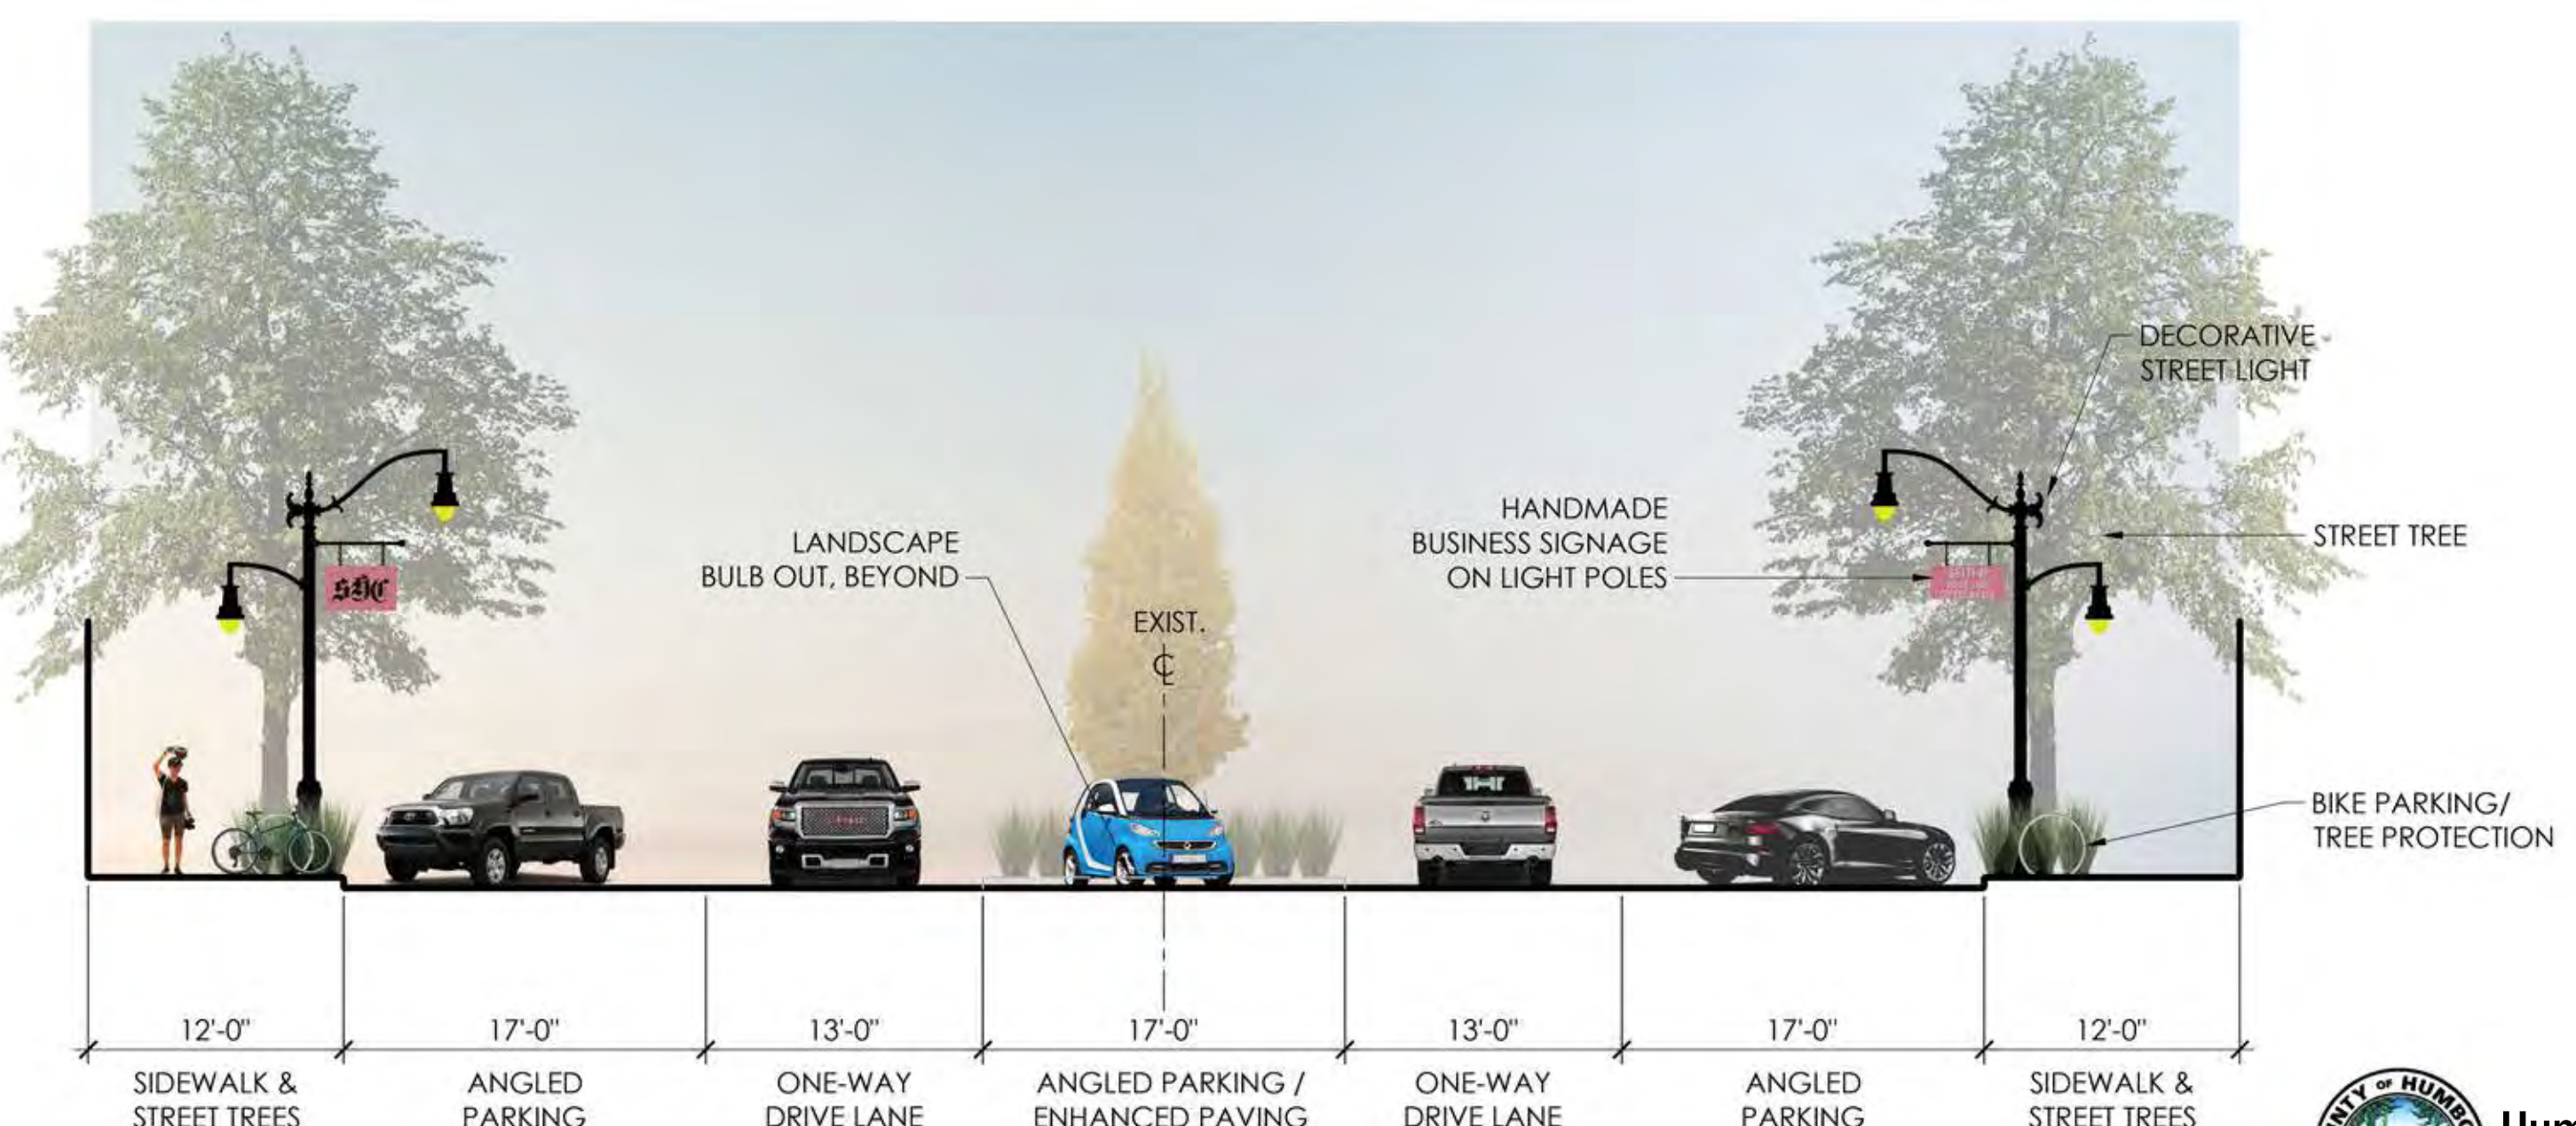 DECORATIVE
STREET LIGHT
HANDMADE
BUSINESS SIGNAGE
ON LIGHT POLES
STREET TREE
LANDSCAPE
BULB OUT, BEYOND
EXIST.
℄
SHC
BIKE PARKING/
TREE PROTECTION
12'-0"
17'-0"
13'-0"
17'-0"
13'-0"
17'-0"
12'-0"
SIDEWALK &
STREET TREES
ANGLED
PARKING
ONE-WAY
DRIVE LANE
ANGLED PARKING /
ENHANCED PAVING
ONE-WAY
DRIVE LANE
ANGLED
PARKING
SIDEWALK &
STREET TREES